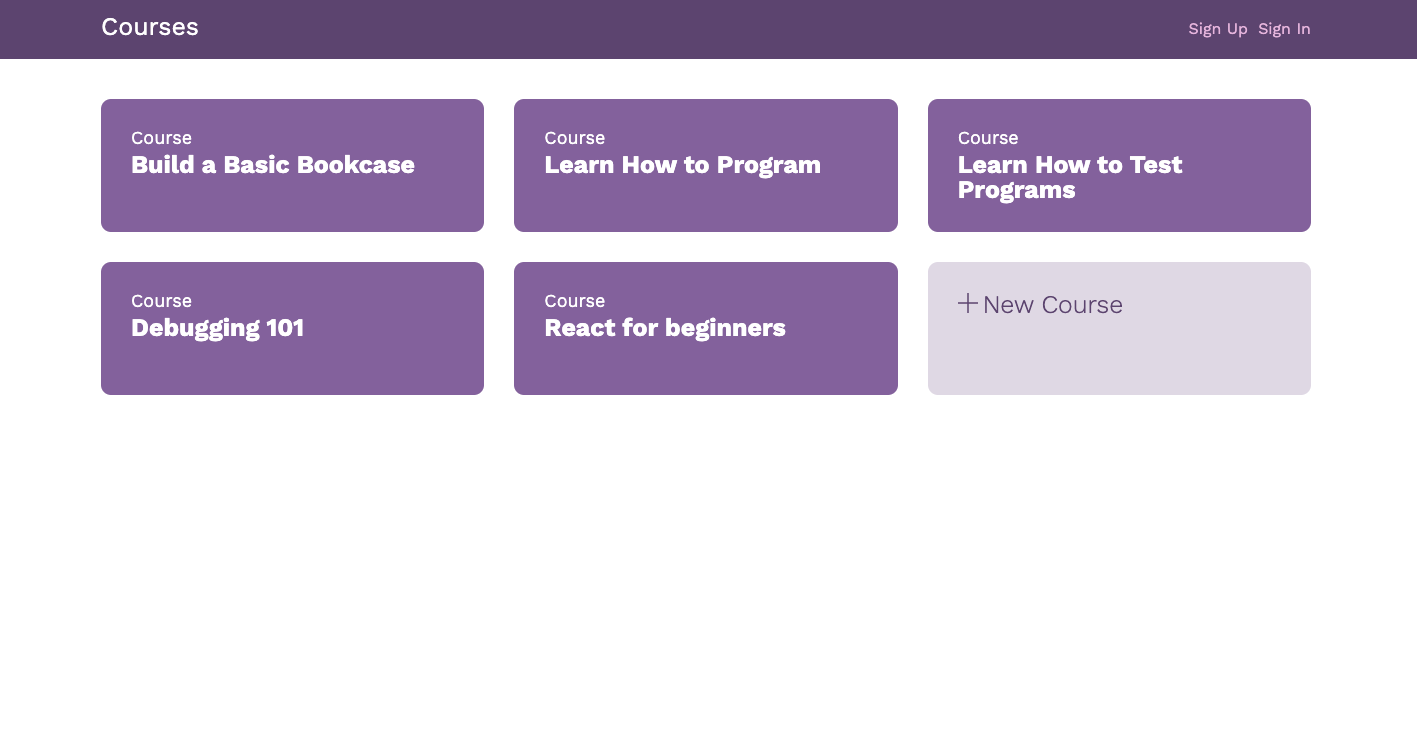 Courses
Sign Up Sign In
Course
Build a Basic Bookcase
Course
Learn How to Program
Course
Learn How to Test
Programs
Course
Debugging 101
Course
React for beginners
New Course